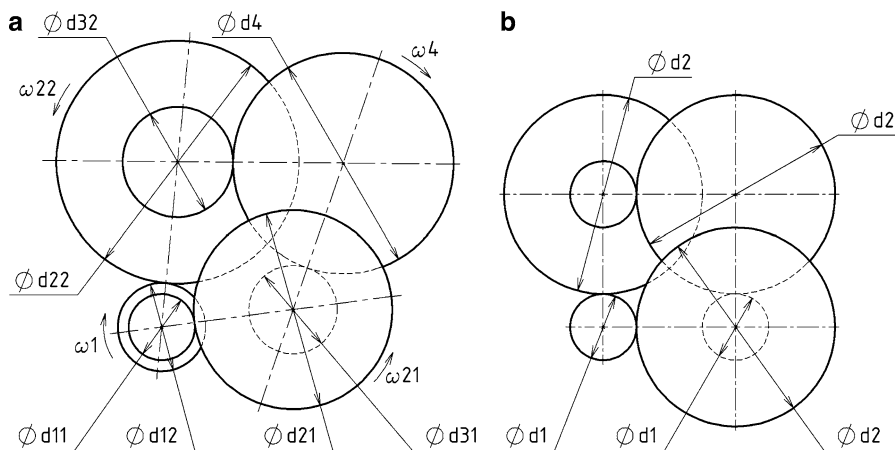 a
Ø d32
Ø d4
ω4
ω22
Ø d22
ω1
ω21
Ø d11
Ø d12
Ø d21
Ø d31
b
Ø d2
Ø d2
Ø d1
Ø d1
Ø d2